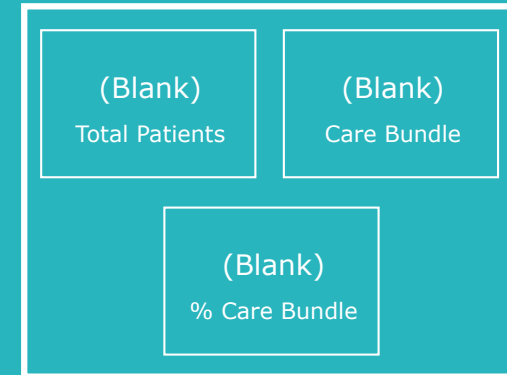 (Blank)
Total Patients
(Blank)
Care Bundle
(Blank)
% Care Bundle